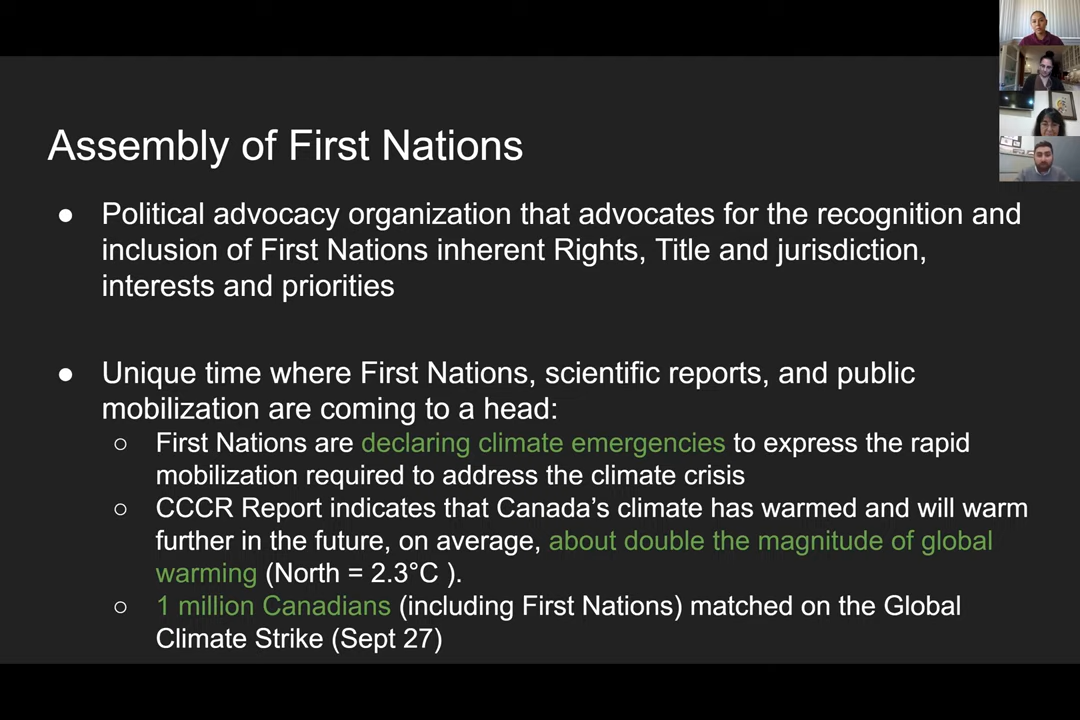 Assembly of First Nations
● Political advocacy organization that advocates for the recognition and
inclusion of First Nations inherent Rights, Title and jurisdiction,
interests and priorities
● Unique time where First Nations, scientific reports, and public
mobilization are coming to a head:
○ First Nations are declaring climate emergencies to express the rapid
mobilization required to address the climate crisis
○ CCCR Report indicates that Canada’s climate has warmed and will warm
further in the future, on average, about double the magnitude of global
warming (North = 2.3°C ).
○ 1 million Canadians (including First Nations) matched on the Global
Climate Strike (Sept 27)